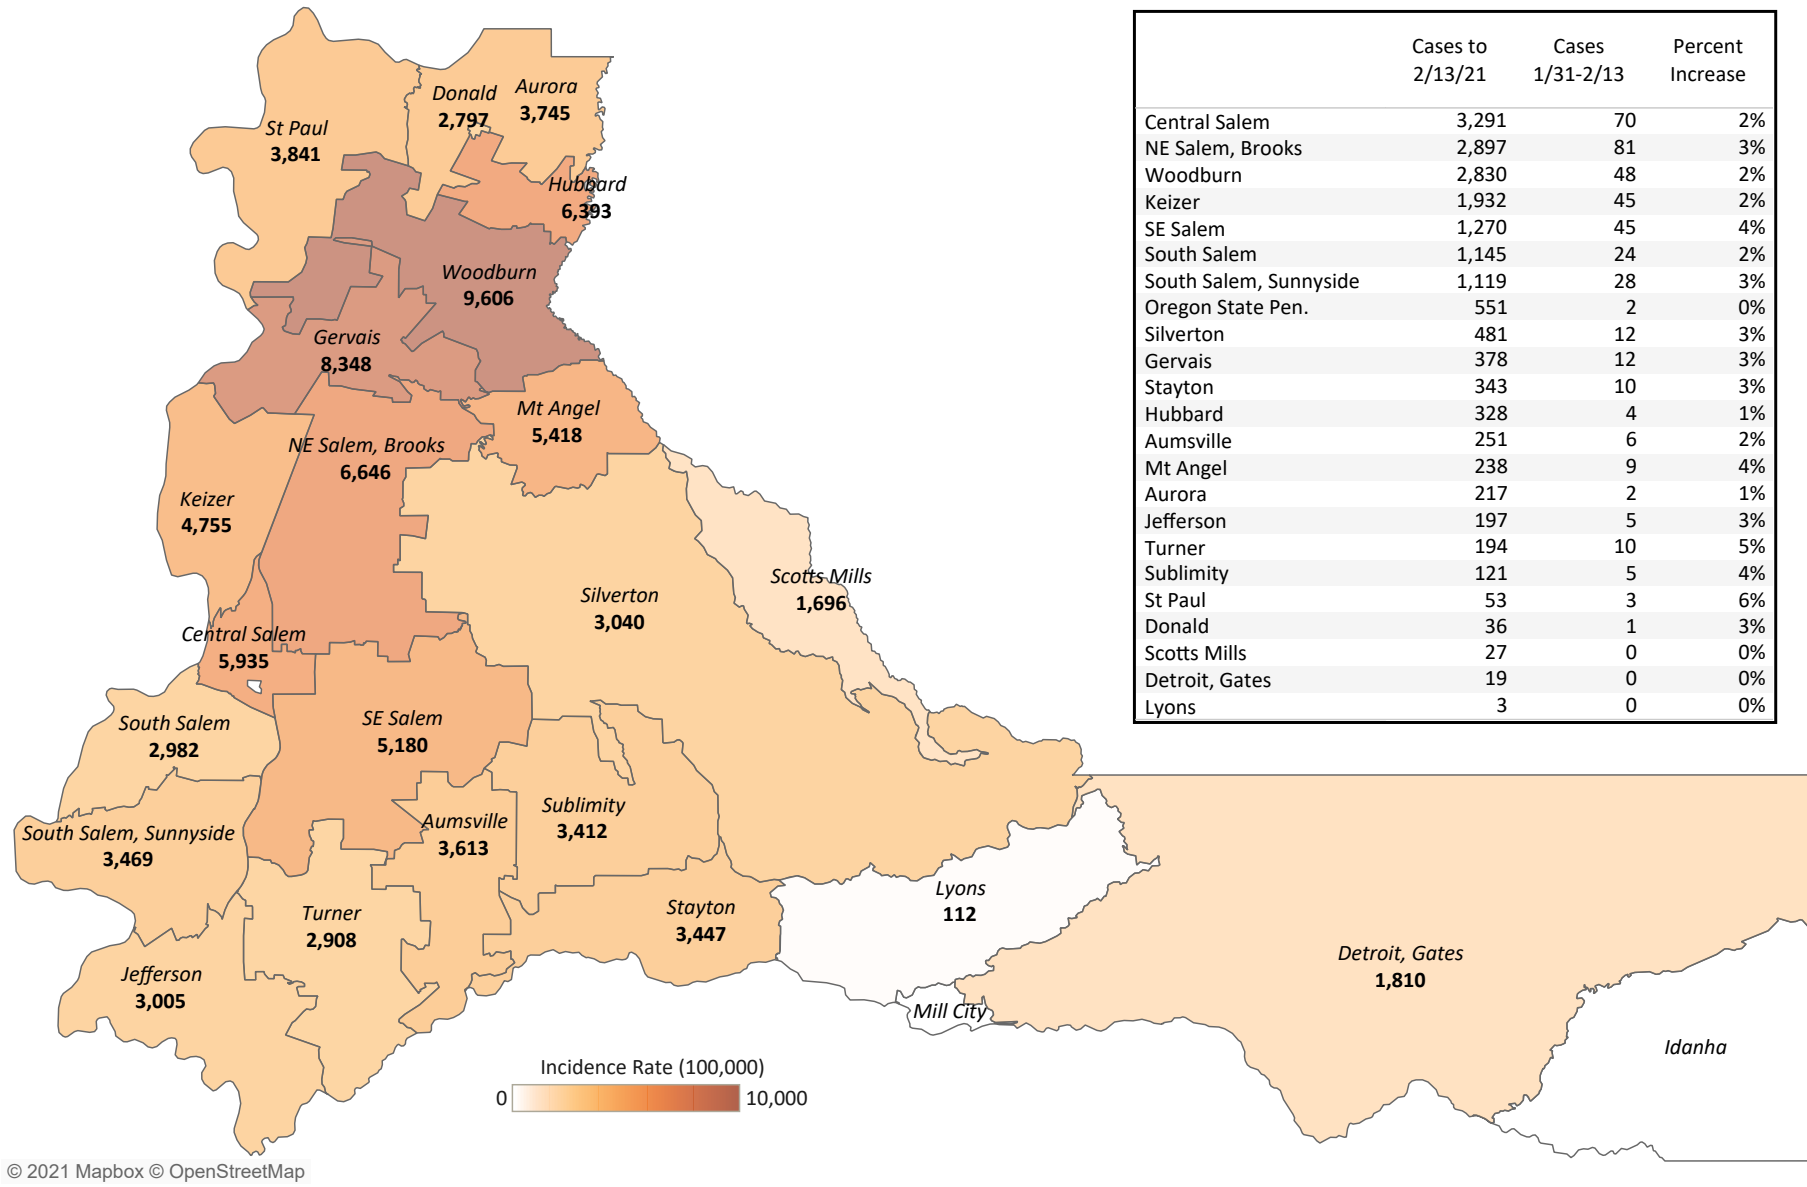 Donald
2,797
Aurora
3,745
St Paul
3,841
Hubbard
6,393
Woodburn
9,606
Gervais
8,348
Mt Angel
5,418
NE Salem, Brooks
6,646
Keizer
4,755
Scotts Mills
1,696
Silverton
3,040
Central Salem
5,935
South Salem
2,982
SE Salem
5,180
Sublimity
3,412
Aumsville
3,613
South Salem, Sunnyside
3,469
Lyons
112
Stayton
3,447
Turner
2,908
Detroit, Gates
1,810
Jefferson
3,005
Mill City
Idanha
Incidence Rate (100,000)
0 10,000
© 2021 Mapbox © OpenStreetMap
Cases to Cases Percent
2/13/21 1/31-2/13 Increase
Central Salem 3,291 70 2%
NE Salem, Brooks 2,897 81 3%
Woodburn 2,830 48 2%
Keizer 1,932 45 2%
SE Salem 1,270 45 4%
South Salem 1,145 24 2%
South Salem, Sunnyside 1,119 28 3%
Oregon State Pen. 551 2 0%
Silverton 481 12 3%
Gervais 378 12 3%
Stayton 343 10 3%
Hubbard 328 4 1%
Aumsville 251 6 2%
Mt Angel 238 9 4%
Aurora 217 2 1%
Jefferson 197 5 3%
Turner 194 10 5%
Sublimity 121 5 4%
St Paul 53 3 6%
Donald 36 1 3%
Scotts Mills 27 0 0%
Detroit, Gates 19 0 0%
Lyons 3 0 0%